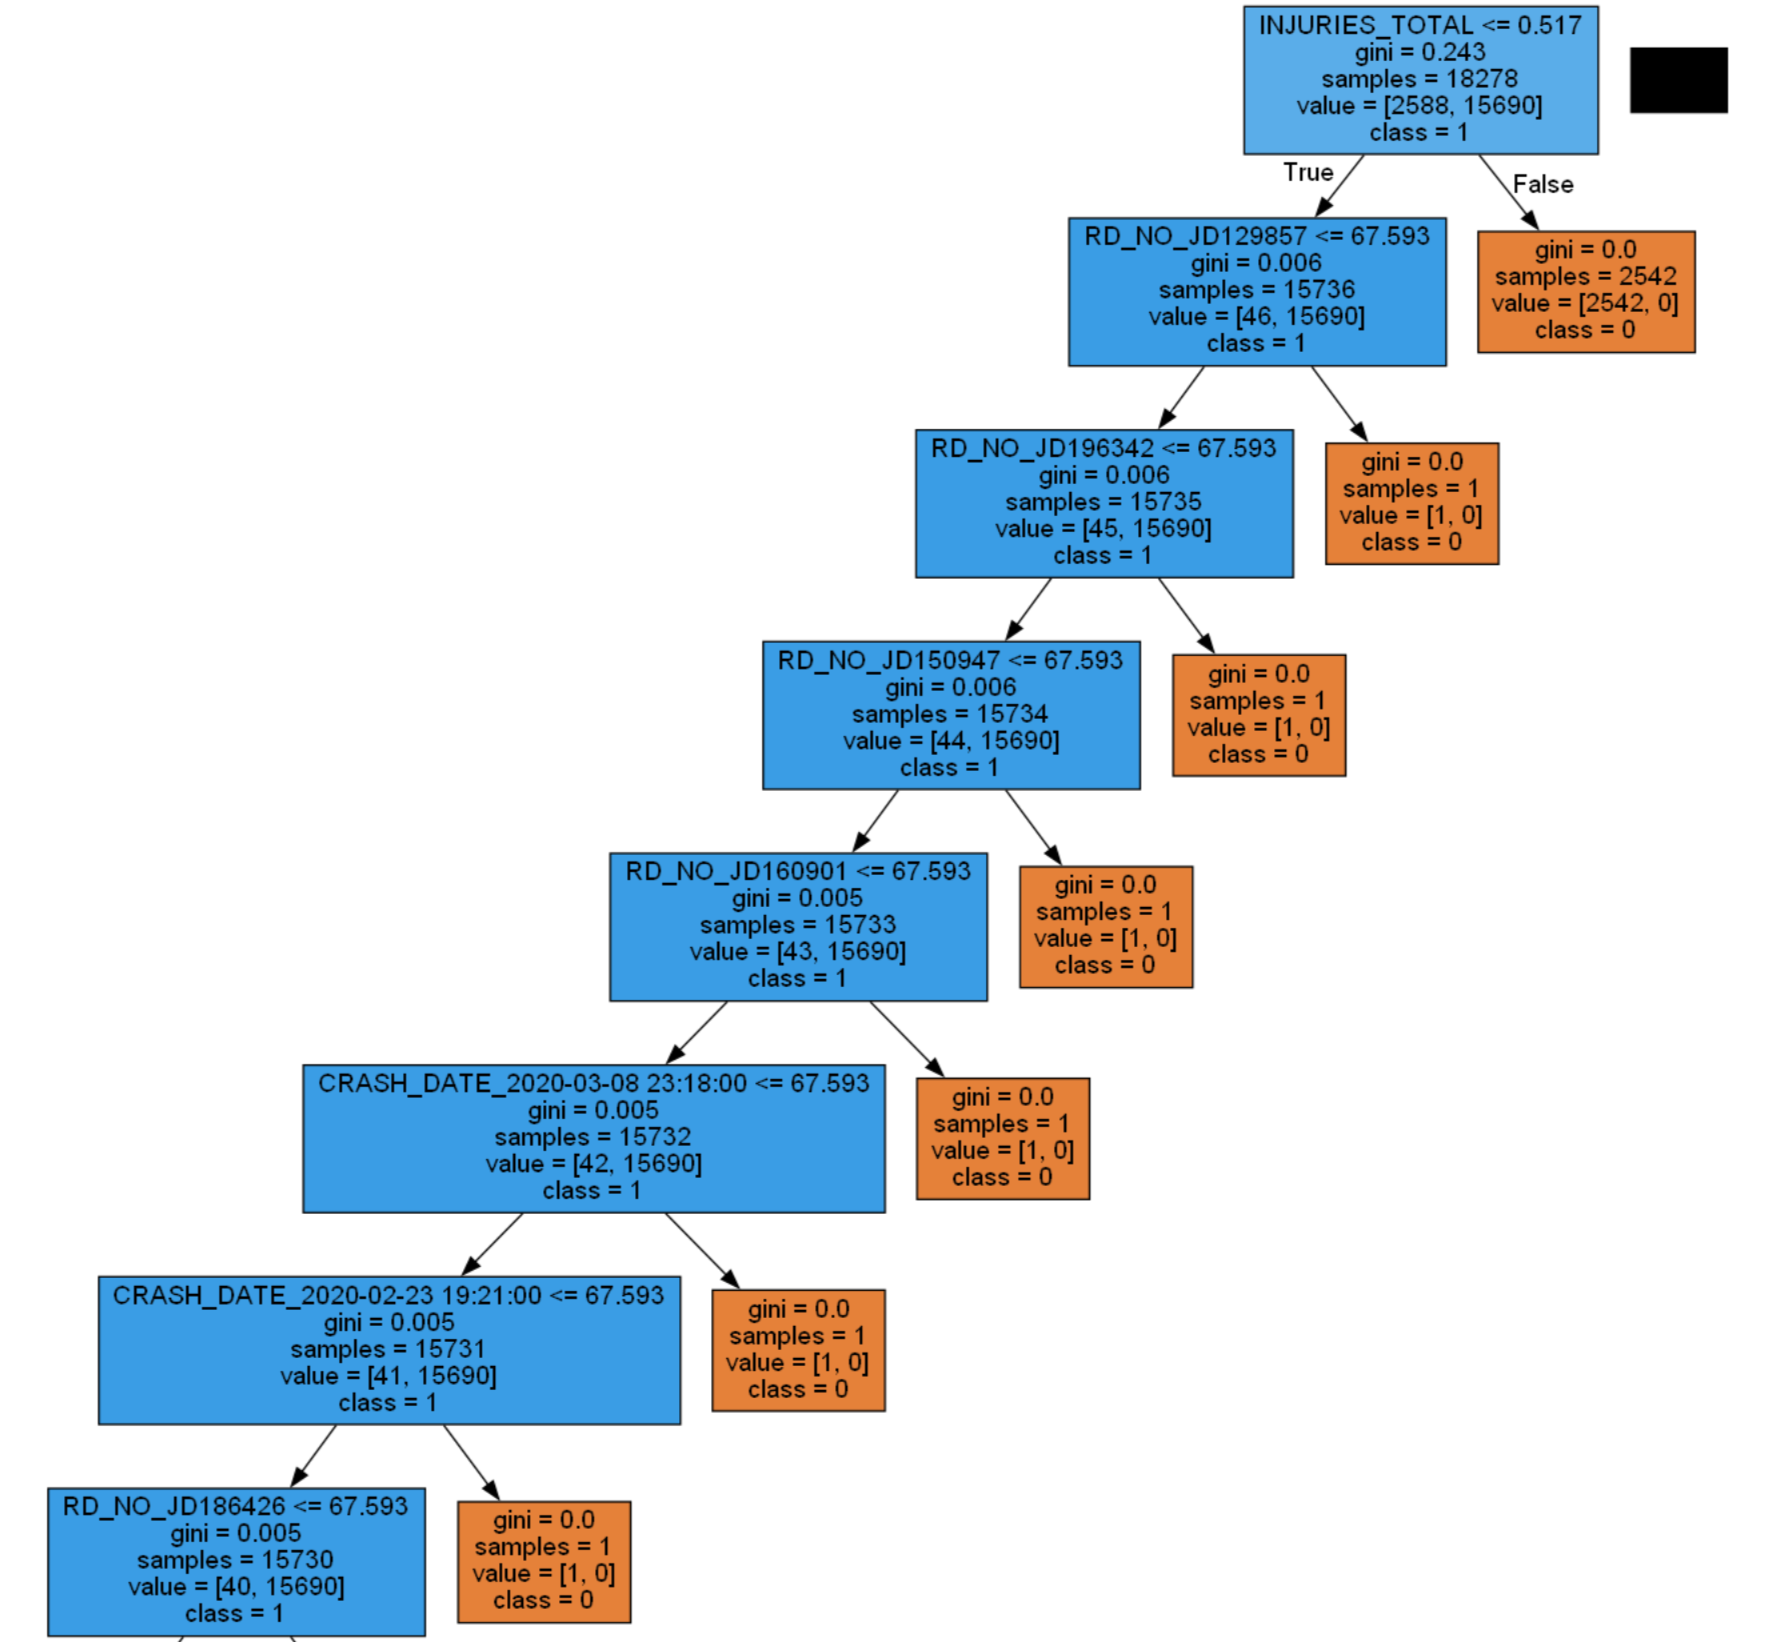 INJURIES_TOTAL <= 0.517
gini = 0.243
samples = 18278
value = [2588, 15690]
class = 1
True
False
RD_NO_JD129857 <= 67.593
gini = 0.006
samples = 15736
value = [46, 15690]
class = 1
gini = 0.0
samples = 2542
value = [2542, 0]
class = 0
RD_NO_JD196342 <= 67.593
gini = 0.006
samples = 15735
value = [45, 15690]
class = 1
gini = 0.0
samples = 1
value = [1, 0]
class = 0
RD_NO_JD150947 <= 67.593
gini = 0.006
samples = 15734
value = [44, 15690]
class = 1
gini = 0.0
samples = 1
value = [1, 0]
class = 0
RD_NO_JD160901 <= 67.593
gini = 0.005
samples = 15733
value = [43, 15690]
class = 1
gini = 0.0
samples = 1
value = [1, 0]
class = 0
CRASH_DATE_2020-03-08 23:18:00 <= 67.593
gini = 0.005
samples = 15732
value = [42, 15690]
class = 1
gini = 0.0
samples = 1
value = [1, 0]
class = 0
CRASH_DATE_2020-02-23 19:21:00 <= 67.593
gini = 0.005
samples = 15731
value = [41, 15690]
class = 1
gini = 0.0
samples = 1
value = [1, 0]
class = 0
RD_NO_JD186426 <= 67.593
gini = 0.005
samples = 15730
value = [40, 15690]
class = 1
gini = 0.0
samples = 1
value = [1, 0]
class = 0